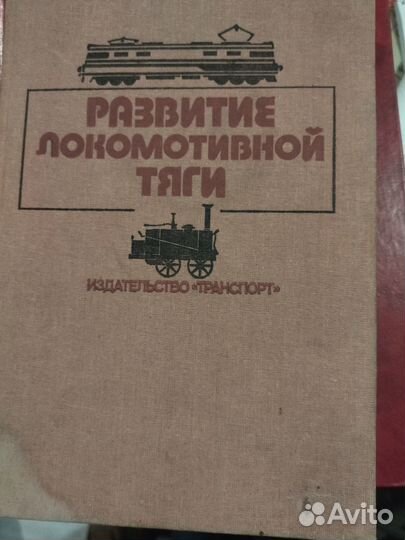 РАЗВИТИЕ
ЛОКОМОТИВНОЙ
ТЯГИ
ИЗДАТЕЛЬСТВО «ТРАНСПОРТ»
Avito